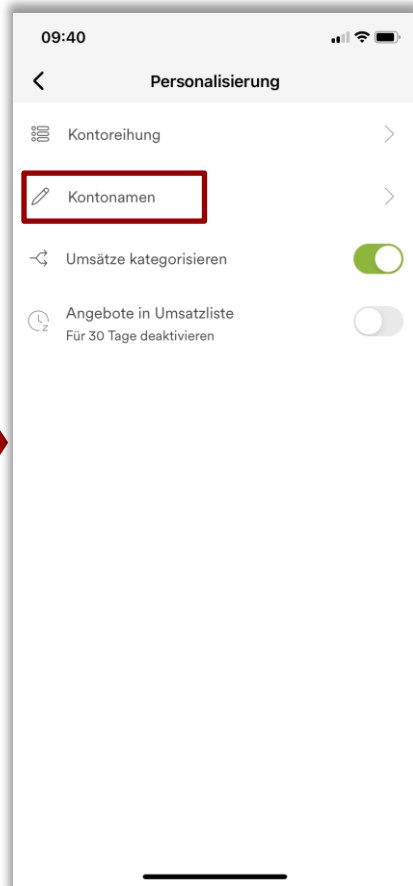 09:40
Personalisierung
Kontoreihung
Kontonamen
Umsätze kategorisieren
Angebote in Umsatzliste
Für 30 Tage deaktivieren